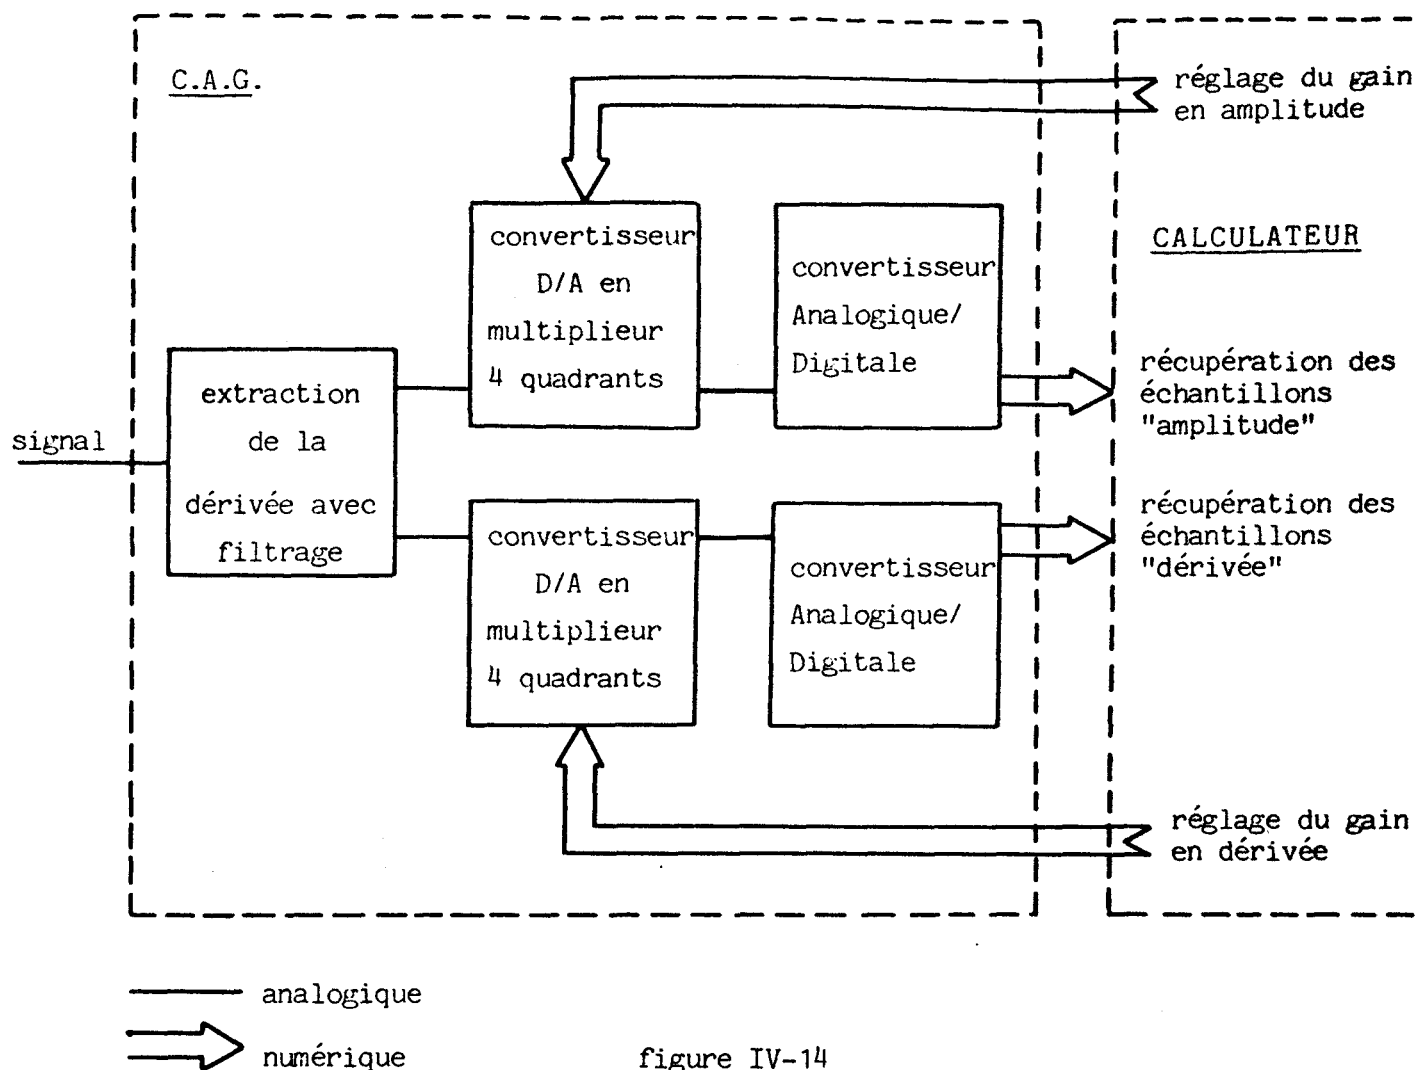 C.A.G.
réglage du gain
en amplitude
convertisseur
D/A en
multiplieur
4 quadrants
convertisseur
Analogique/
Digitale
CALCULATEUR
récupération des
échantillons
"amplitude"
signal
extraction
de la
dérivée avec
filtrage
convertisseur
D/A en
multiplieur
4 quadrants
convertisseur
Analogique/
Digitale
récupération des
échantillons
"dérivée"
réglage du gain
en dérivée
analogique
numérique
figure IV-14